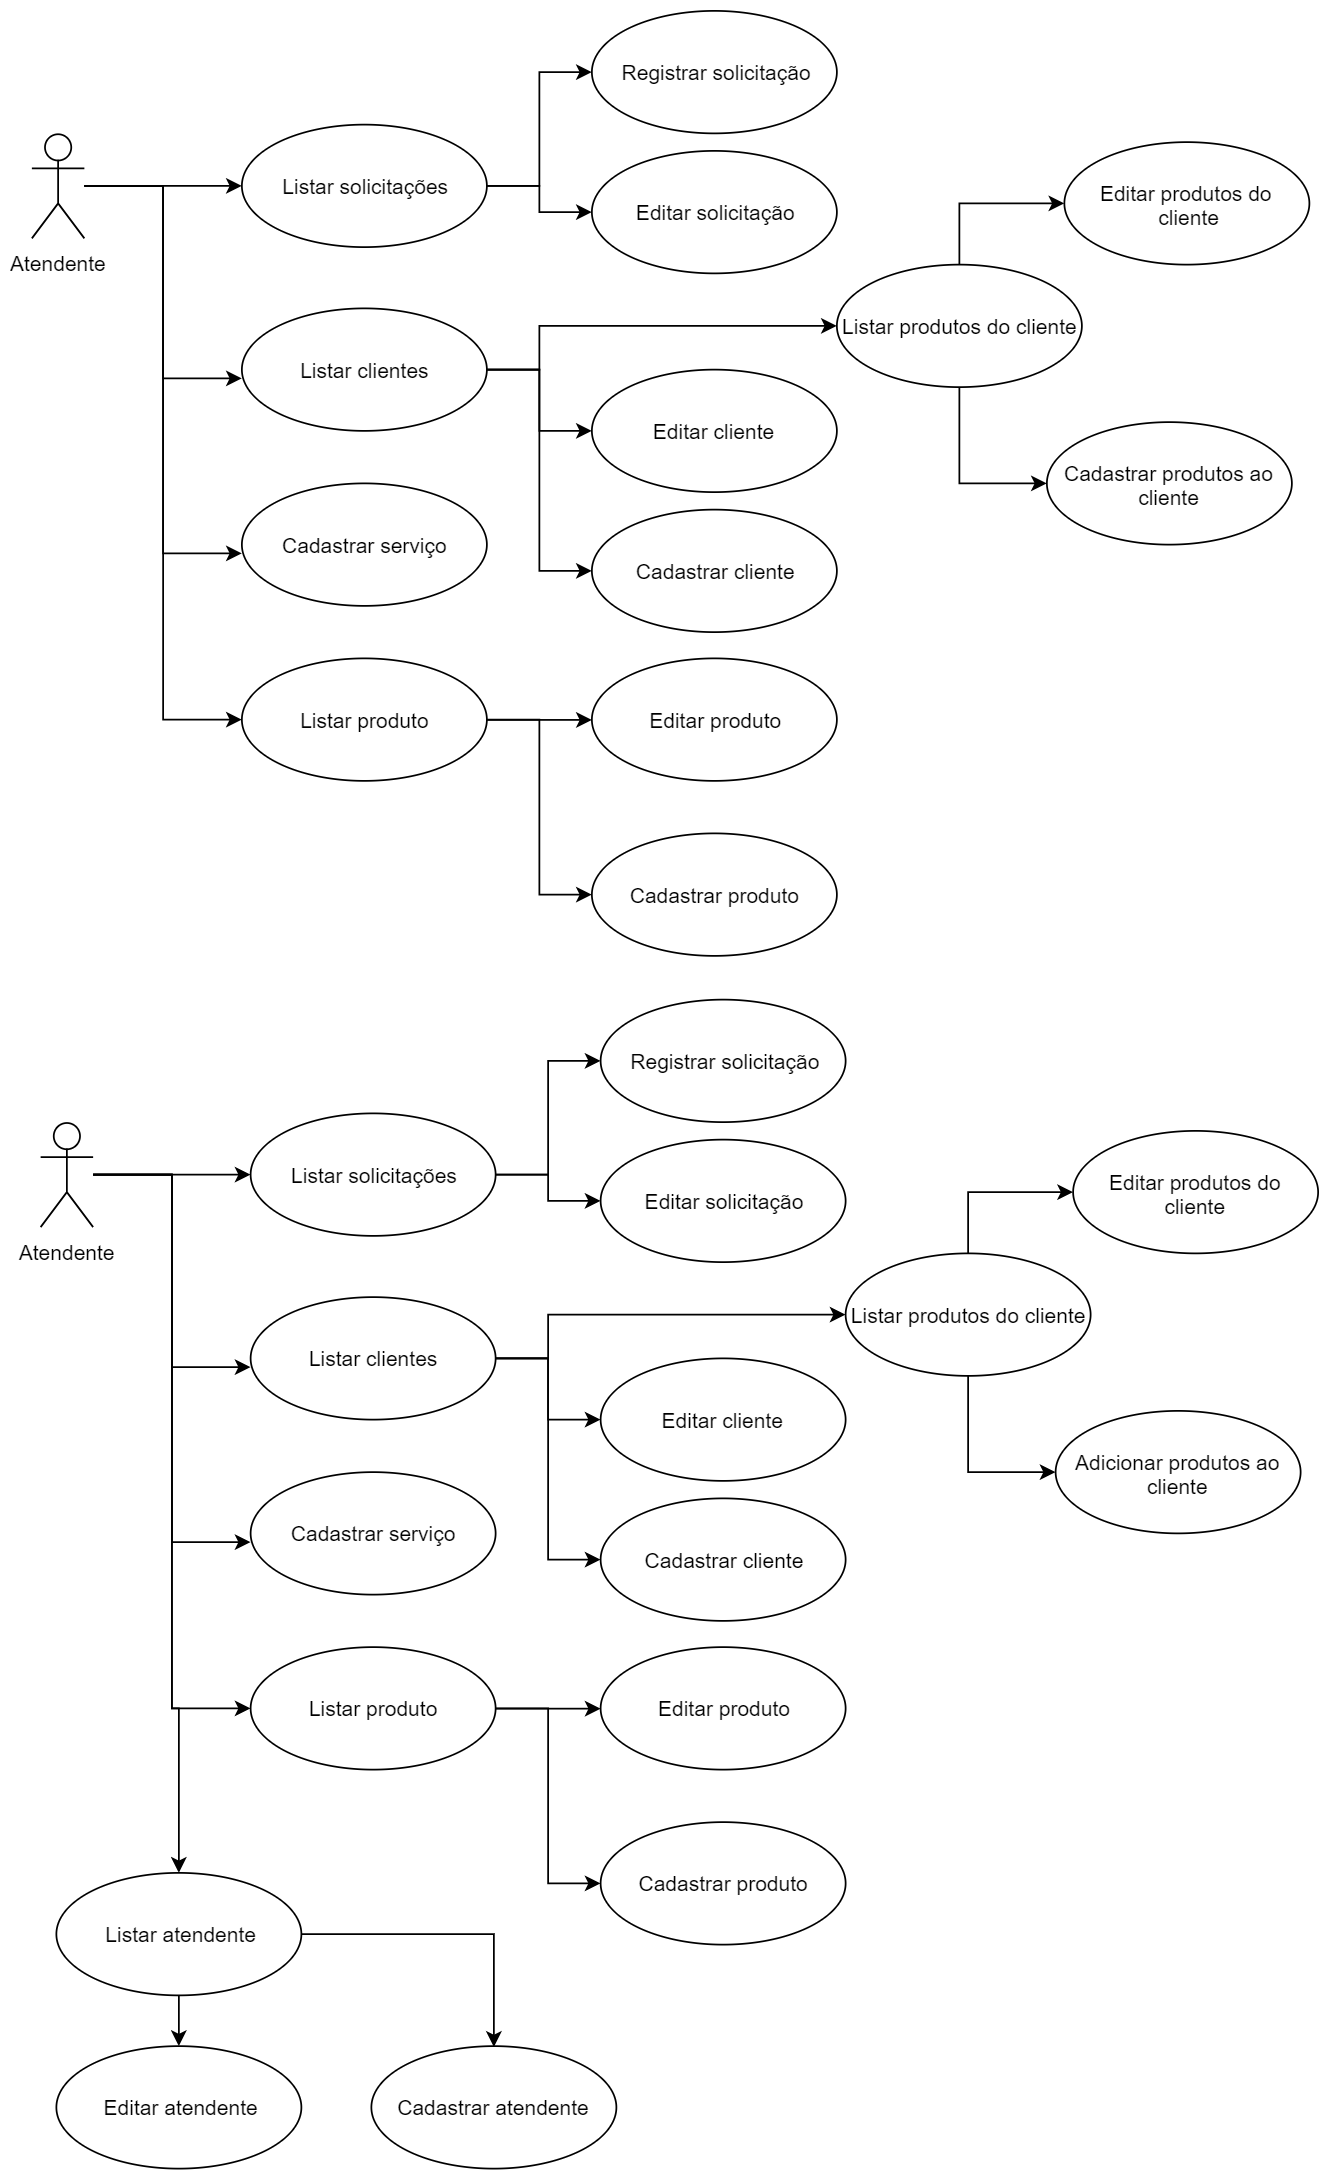 Registrar solicitação
Editar produtos do
cliente
Listar solicitações
Editar solicitação
Atendente
Listar produtos do cliente
Listar clientes
Editar cliente
Cadastrar produtos ao
cliente
Cadastrar serviço
Cadastrar cliente
Listar produto
Editar produto
Cadastrar produto
Registrar solicitação
Editar produtos do
cliente
Listar solicitações
Editar solicitação
Atendente
Listar produtos do cliente
Listar clientes
Editar cliente
Adicionar produtos ao
cliente
Cadastrar serviço
Cadastrar cliente
Listar produto
Editar produto
Cadastrar produto
Listar atendente
Editar atendente
Cadastrar atendente